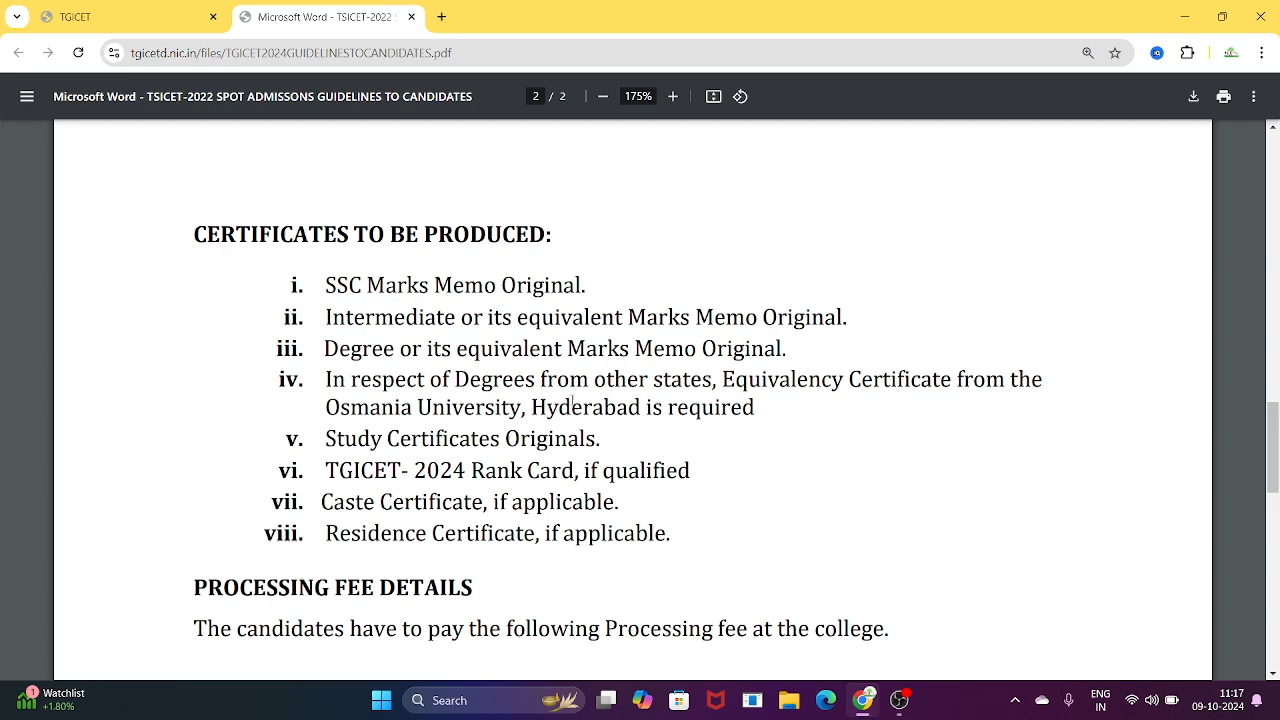 TGICET
Microsoft Word - TSICET-2022
tgicetd.nic.in/files/TGICET2024GUIDELINESTOCANDIDATES.pdf
Microsoft Word - TSICET-2022 SPOT ADMISSONS GUIDELINES TO CANDIDATES
2 / 2
175%
CERTIFICATES TO BE PRODUCED:
i. SSC Marks Memo Original.
ii. Intermediate or its equivalent Marks Memo Original.
iii. Degree or its equivalent Marks Memo Original.
iv. In respect of Degrees from other states, Equivalency Certificate from the
Osmania University, Hyderabad is required
v. Study Certificates Originals.
vi. TGICET- 2024 Rank Card, if qualified
vii. Caste Certificate, if applicable.
viii. Residence Certificate, if applicable.
PROCESSING FEE DETAILS
The candidates have to pay the following Processing fee at the college.
1
Watchlist
+1.80%
Search
ENG
IN
11:17
09-10-2024